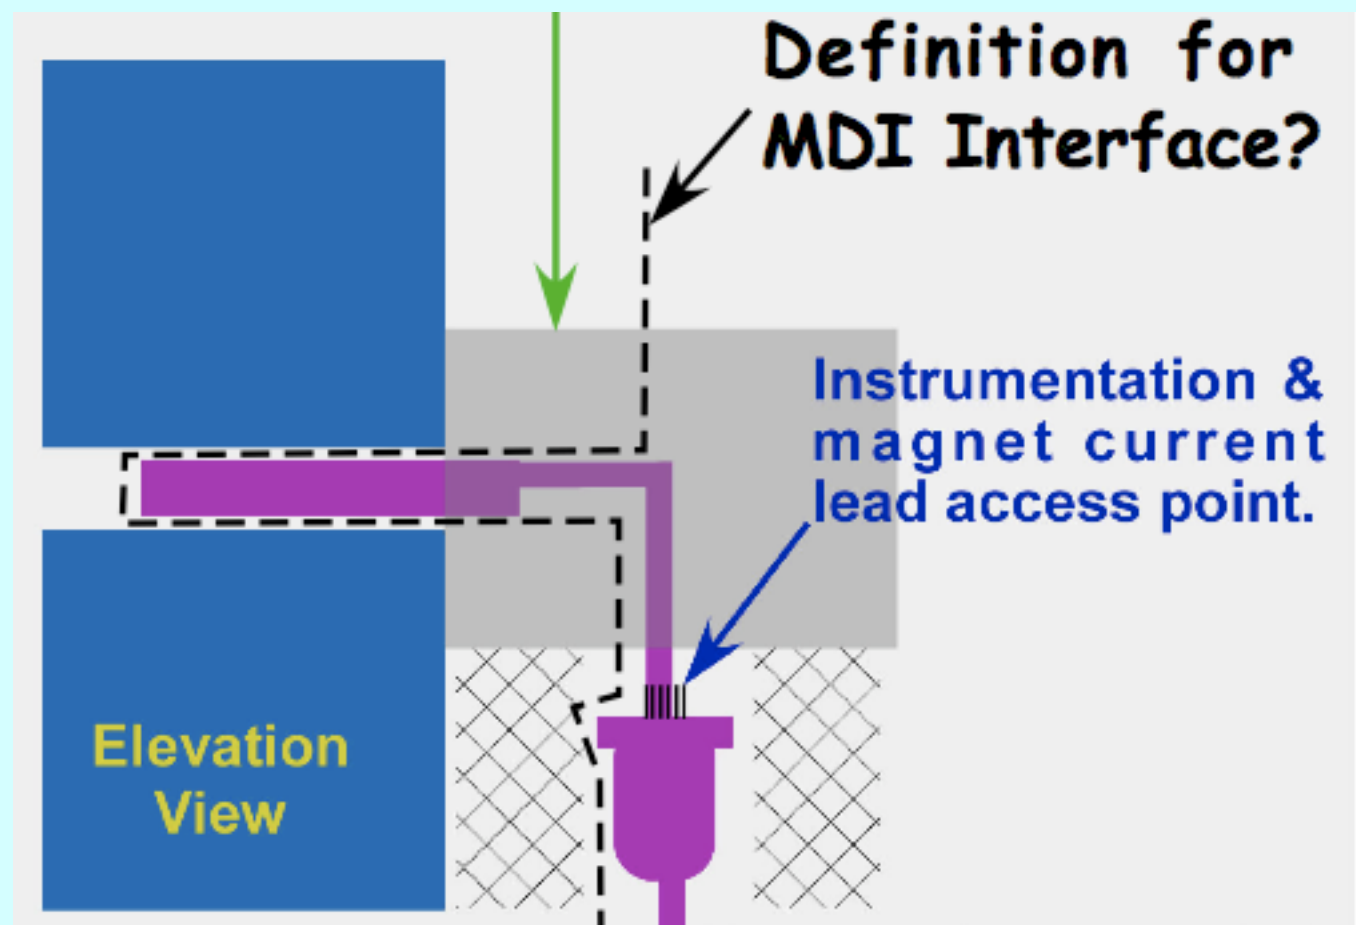 Definition for
MDI Interface?
Instrumentation &
magnet current
lead access point.
Elevation
View